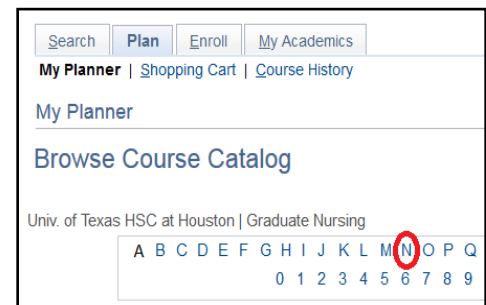 Search Plan Enroll My Academics
My Planner | Shopping Cart | Course History
My Planner
Browse Course Catalog
Univ. of Texas HSC at Houston | Graduate Nursing
A B C D E F G H I J K L M N O P Q
0 1 2 3 4 5 6 7 8 9